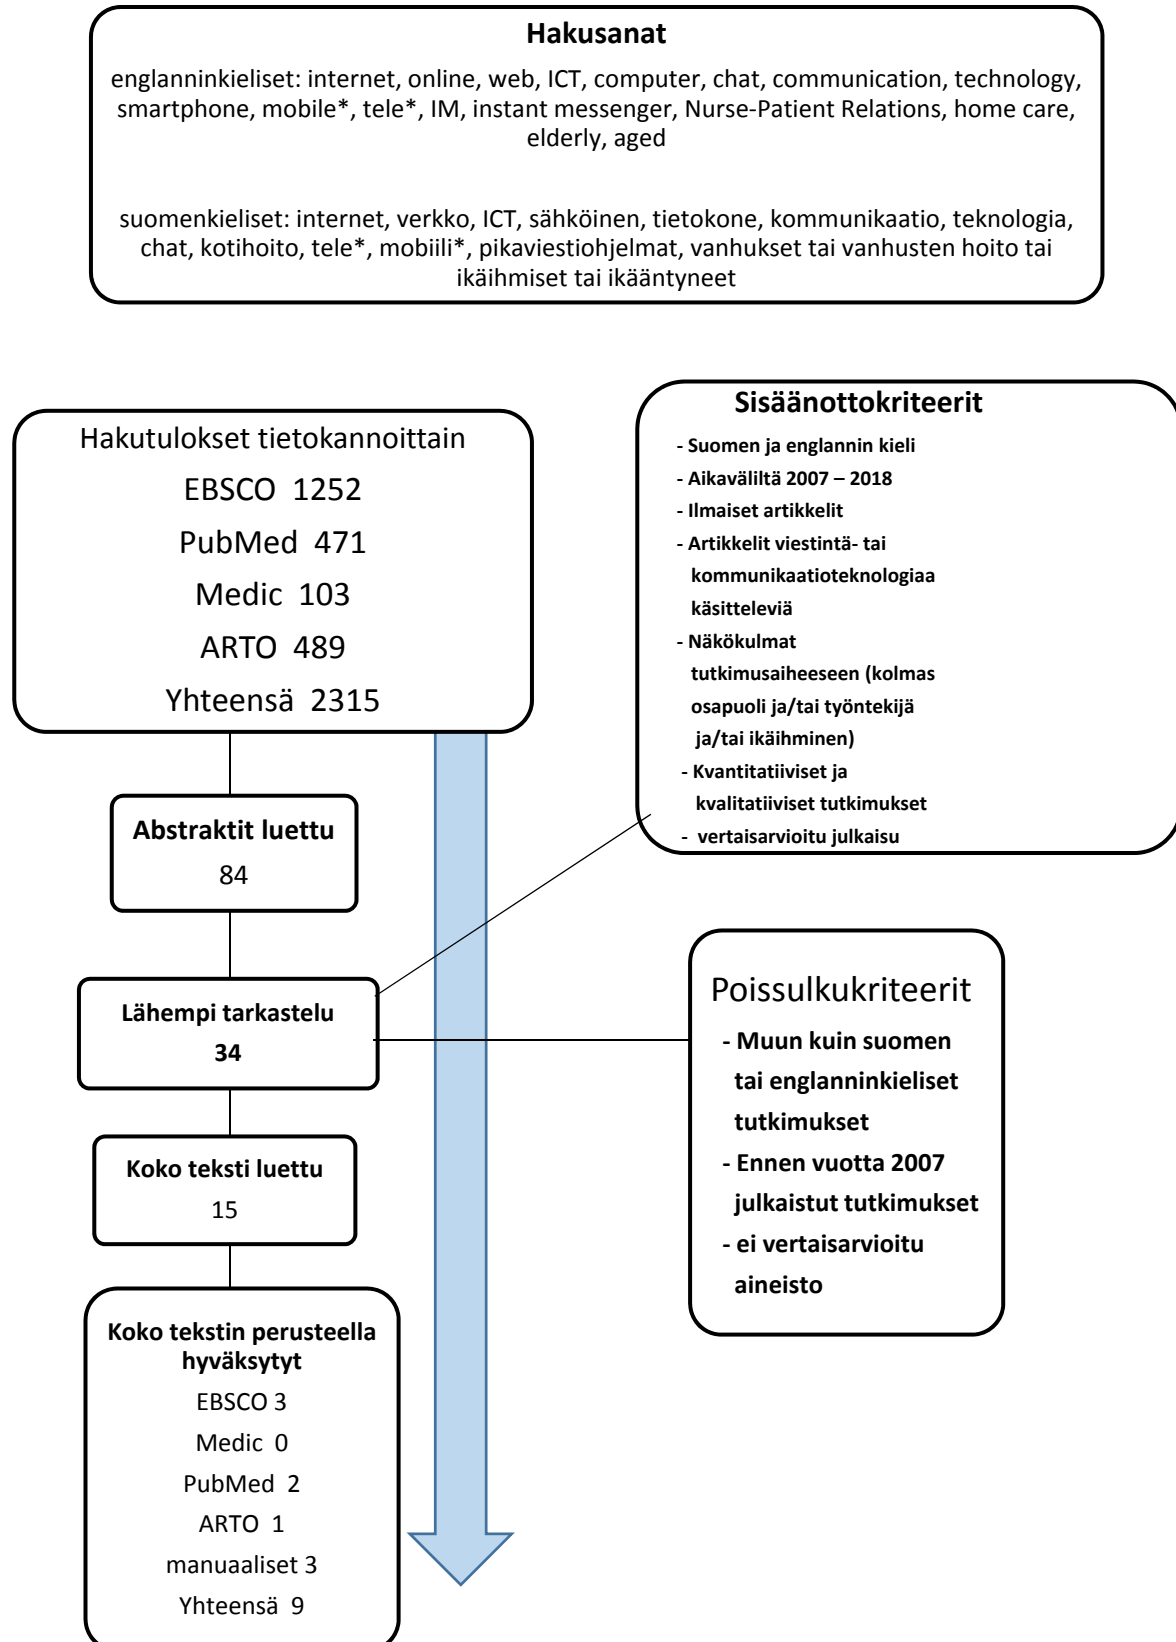 Hakusanat
englanninkieliset: internet, online, web, ICT, computer, chat, communication, technology,
smartphone, mobile*, tele*, IM, instant messenger, Nurse-Patient Relations, home care,
elderly, aged
suomenkieliset: internet, verkko, ICT, sähköinen, tietokone, kommunikaatio, teknologia,
chat, kotihoito, tele*, mobiili*, pikaviestiohjelmat, vanhukset tai vanhusten hoito tai
ikäihmiset tai ikääntyneet
Hakutulokset tietokannoittain
EBSCO 1252
PubMed 471
Medic 103
ARTO 489
Yhteensä 2315
Sisäänottokriteerit
- Suomen ja englannin kieli
- Aikaväliltä 2007 – 2018
- Ilmaiset artikkelit
- Artikkelit viestintä- tai
kommunikaatioteknologiaa
käsitteleviä
- Näkökulmat
tutkimusaiheeseen (kolmas
osapuoli ja/tai työntekijä
ja/tai ikäihminen)
- Kvantitatiiviset ja
kvalitatiiviset tutkimukset
- vertaisarvioitu julkaisu
Abstraktit luettu
84
Lähempi tarkastelu
34
Poissulkukriteerit
- Muun kuin suomen
tai englanninkieliset
tutkimukset
- Ennen vuotta 2007
julkaistut tutkimukset
- ei vertaisarvioitu
aineisto
Koko teksti luettu
15
Koko tekstin perusteella
hyväksytyt
EBSCO 3
Medic 0
PubMed 2
ARTO 1
manuaaliset 3
Yhteensä 9